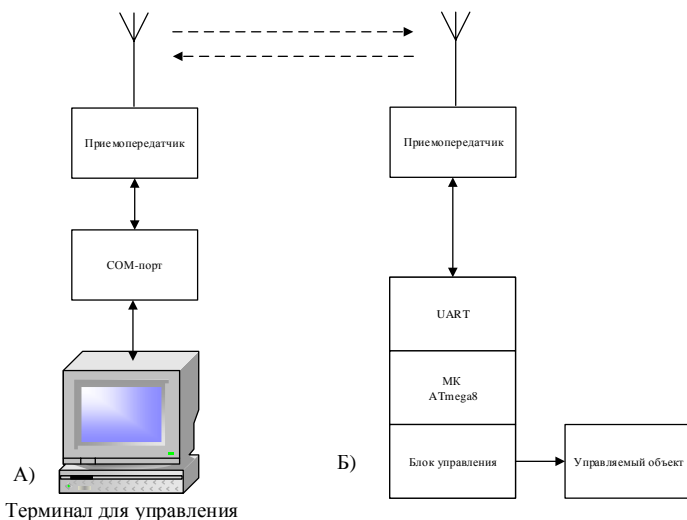 Приемопередатчик
Приемопередатчик
COM-порт
UART
МК
ATmega8
Блок управления
Управляемый объект
А)
Б)
Терминал для управления